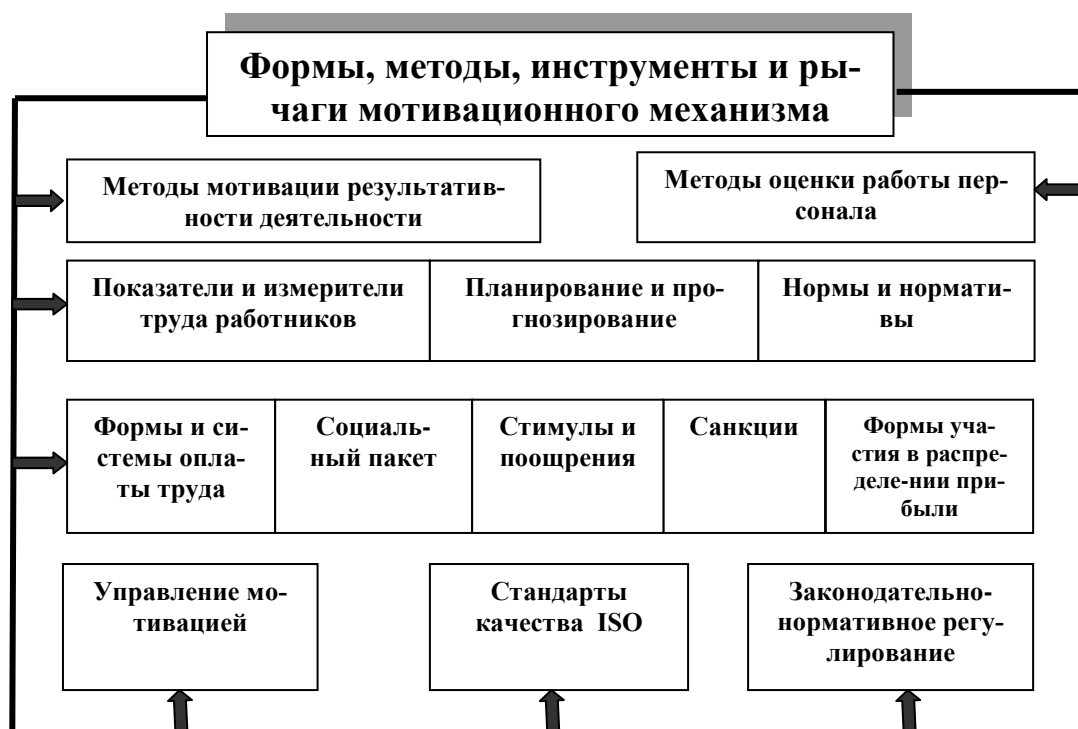 Формы, методы, инструменты и ры-
чаги мотивационного механизма
Методы мотивации результатив-
ности деятельности
Методы оценки работы пер-
сонала
Показатели и измерители
труда работников
Планирование и про-
гнозирование
Нормы и нормати-
вы
Формы и си-
стемы опла-
ты труда
Социаль-
ный пакет
Стимулы и
поощрения
Санкции
Формы уча-
стия в распре-
деле-нии при-
были
Управление мо-
тивацией
Стандарты
качества  ISO
Законодательно-
нормативное регу-
лирование